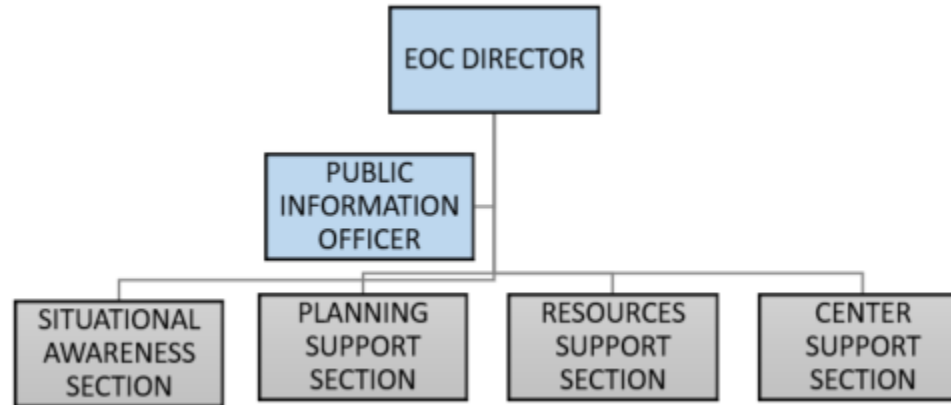 EOC DIRECTOR
PUBLIC
INFORMATION
OFFICER
SITUATIONAL
AWARENESS
SECTION
PLANNING
SUPPORT
SECTION
RESOURCES
SUPPORT
SECTION
CENTER
SUPPORT
SECTION